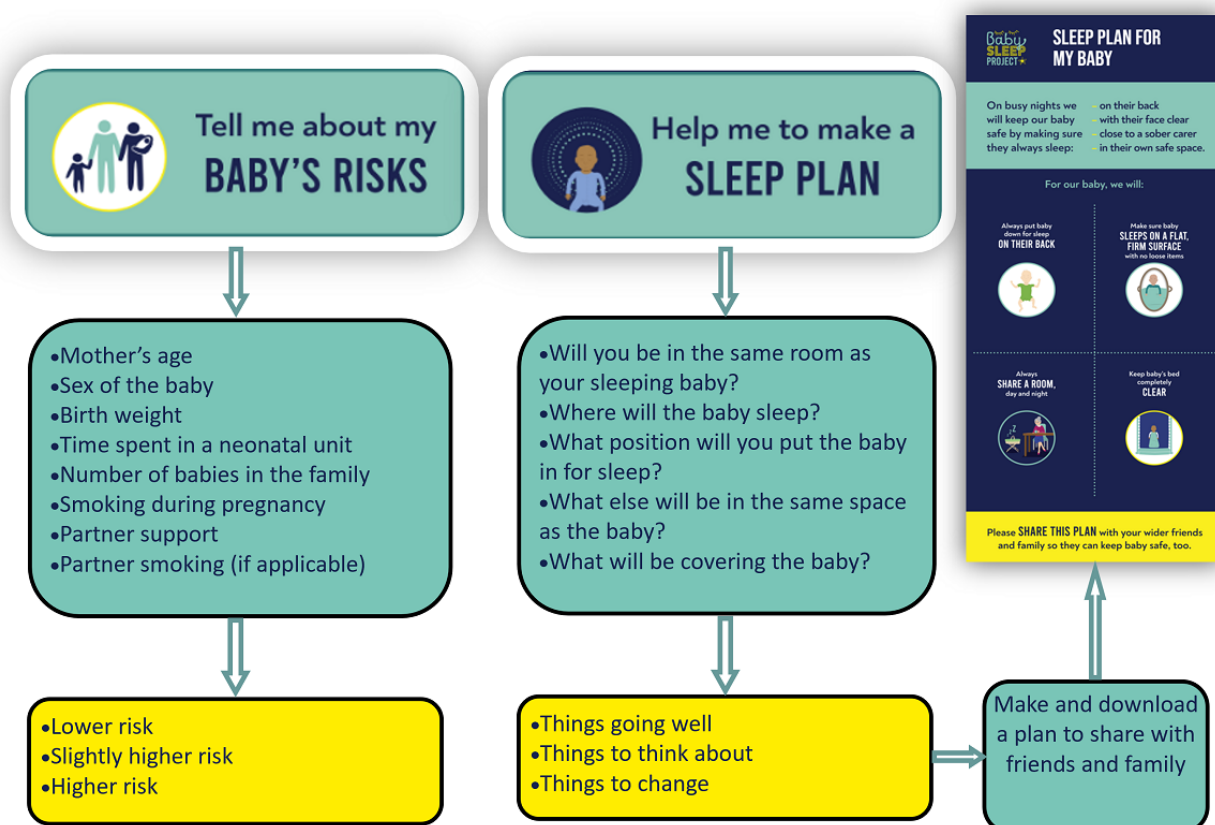 Tell me about my
BABY'S RISKS
•Mother's age
•Sex of the baby
•Birth weight
•Time spent in a neonatal unit
•Number of babies in the family
•Smoking during pregnancy
•Partner support
•Partner smoking (if applicable)
•Lower risk
•Slightly higher risk
•Higher risk
Help me to make a
SLEEP PLAN
•Will you be in the same room as
your sleeping baby?
•Where will the baby sleep?
•What position will you put the baby
in for sleep?
•What else will be in the same space
as the baby?
•What will be covering the baby?
•Things going well
•Things to think about
•Things to change
Make and download
a plan to share with
friends and family
Baby
SLEEP
PROJECT
SLEEP PLAN FOR
MY BABY
On busy nights we
will keep our baby
safe by making sure
they always sleep:
– on their back
– with their face clear
– close to a sober carer
– in their own safe space.
For our baby, we will:
Always put baby
down for sleep
ON THEIR BACK
Make sure baby
SLEEPS ON A FLAT,
FIRM SURFACE
with no loose items
Always
SHARE A ROOM,
day and night
Keep baby's bed
completely
CLEAR
Please SHARE THIS PLAN with your wider friends
and family so they can keep baby safe, too.